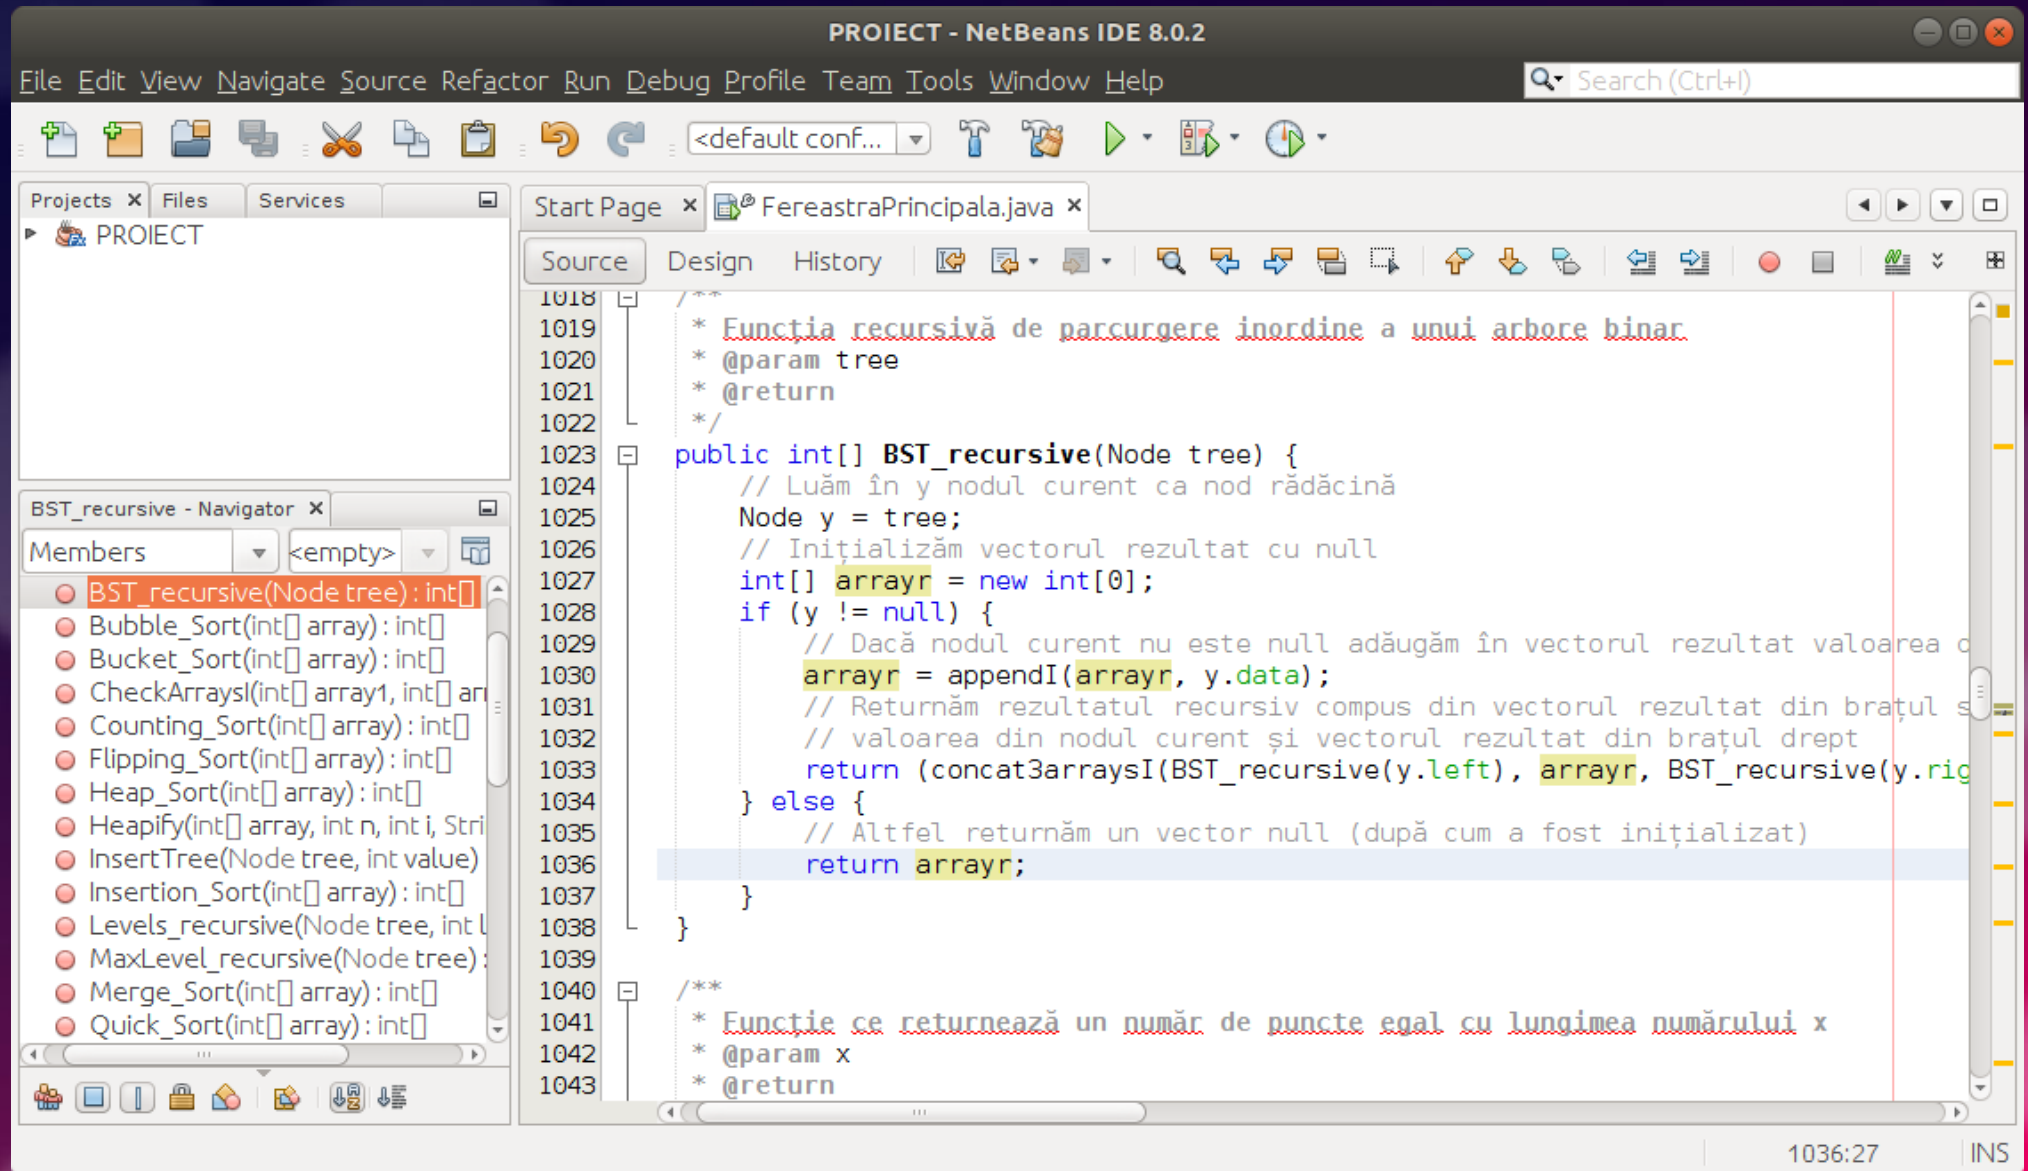 PROIECT - NetBeans IDE 8.0.2
File Edit View Navigate Source Refactor Run Debug Profile Team Tools Window Help
Search (Ctrl+I)
<default conf...
Projects Files Services
PROIECT
BST_recursive - Navigator
Members <empty>
BST_recursive(Node tree) : int[]
Bubble_Sort(int[] array) : int[]
Bucket_Sort(int[] array) : int[]
CheckArraysI(int[] array1, int[] arr
Counting_Sort(int[] array) : int[]
Flipping_Sort(int[] array) : int[]
Heap_Sort(int[] array) : int[]
Heapify(int[] array, int n, int i, Stri
InsertTree(Node tree, int value)
Insertion_Sort(int[] array) : int[]
Levels_recursive(Node tree, int l
MaxLevel_recursive(Node tree) :
Merge_Sort(int[] array) : int[]
Quick_Sort(int[] array) : int[]
Start Page FereastraPrincipala.java
Source Design History
1018 /**
1019 * Funcția recursivă de parcurgere inordine a unui arbore binar
1020 * @param tree
1021 * @return
1022 */
1023 public int[] BST_recursive(Node tree) {
1024 // Luăm în y nodul curent ca nod rădăcină
1025 Node y = tree;
1026 // Inițializăm vectorul rezultat cu null
1027 int[] arrayr = new int[0];
1028 if (y != null) {
1029 // Dacă nodul curent nu este null adăugăm în vectorul rezultat valoarea
1030 arrayr = appendI(arrayr, y.data);
1031 // Returnăm rezultatul recursiv compus din vectorul rezultat din brațul s
1032 // valoarea din nodul curent și vectorul rezultat din brațul drept
1033 return (concat3arraysI(BST_recursive(y.left), arrayr, BST_recursive(y.rig
1034 } else {
1035 // Altfel returnăm un vector null (după cum a fost inițializat)
1036 return arrayr;
1037 }
1038 }
1039
1040 /**
1041 * Funcție ce returnează un număr de puncte egal cu lungimea numărului x
1042 * @param x
1043 * @return
1036:27 INS